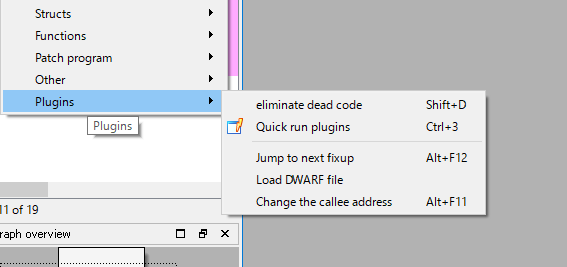 Structs
Functions
Patch program
Other
Plugins
Plugins
eliminate dead code Shift+D
Quick run plugins Ctrl+3
Jump to next fixup Alt+F12
Load DWARF file
Change the callee address Alt+F11
11 of 19
raph overview